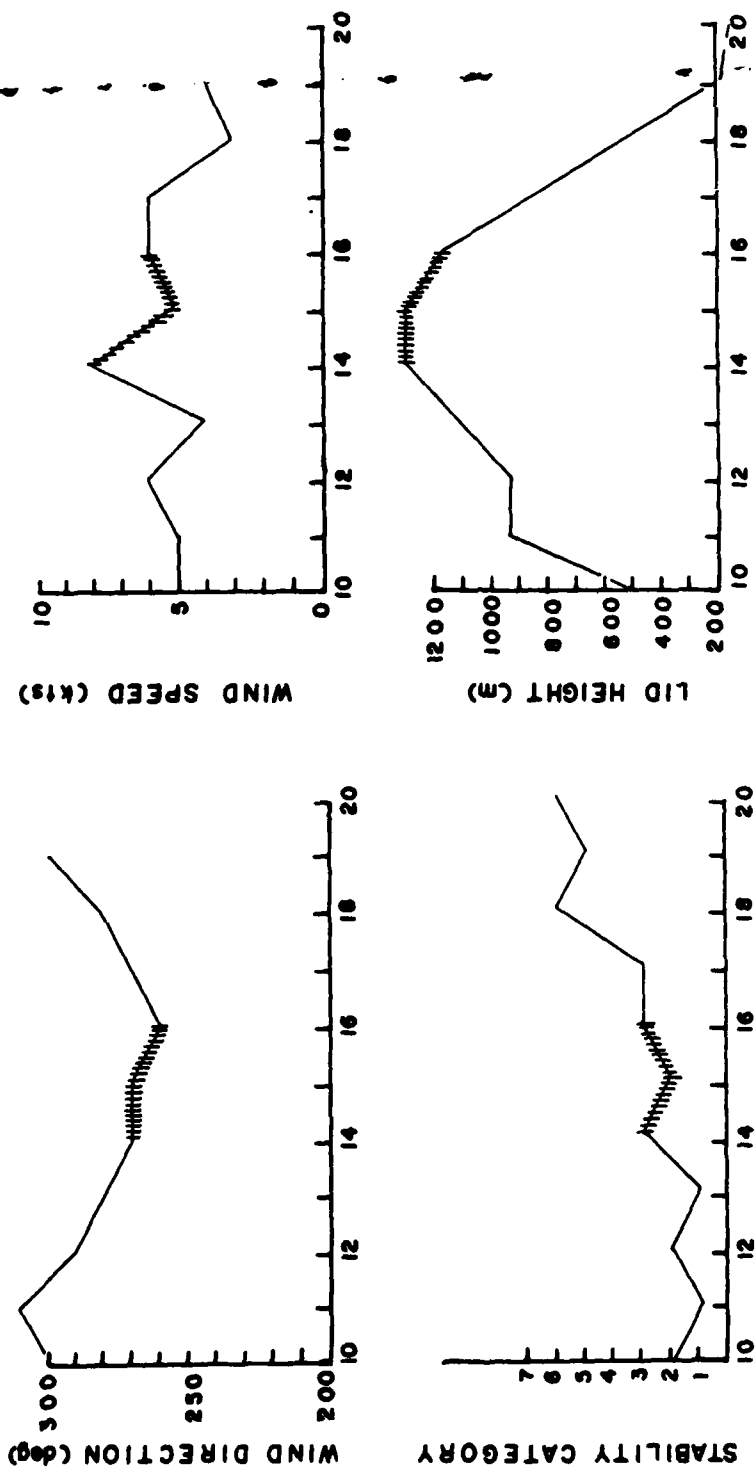 WIND DIRECTION (deg)
300
250
200
10 12 14 16 18 20
WIND SPEED (kts)
10
5
0
10 12 14 16 18 20
STABILITY CATEGORY
7
6
5
4
3
2
1
10 12 14 16 18 20
LID HEIGHT (m)
1200
1000
800
600
400
200
10 12 14 16 18 20